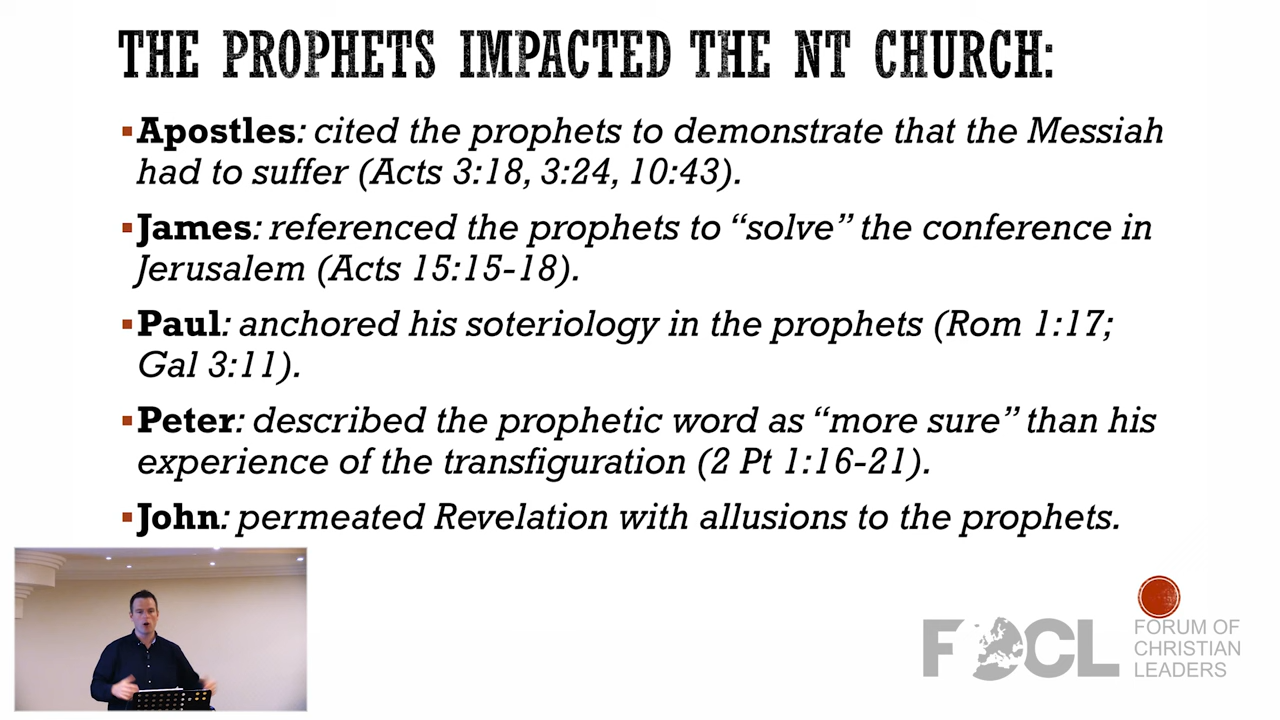 THE PROPHETS IMPACTED THE NT CHURCH:
▪Apostles: cited the prophets to demonstrate that the Messiah
had to suffer (Acts 3:18, 3:24, 10:43).
▪James: referenced the prophets to “solve” the conference in
Jerusalem (Acts 15:15-18).
▪Paul: anchored his soteriology in the prophets (Rom 1:17;
Gal 3:11).
▪Peter: described the prophetic word as “more sure” than his
experience of the transfiguration (2 Pt 1:16-21).
▪John: permeated Revelation with allusions to the prophets.
FOCL
FORUM OF
CHRISTIAN
LEADERS